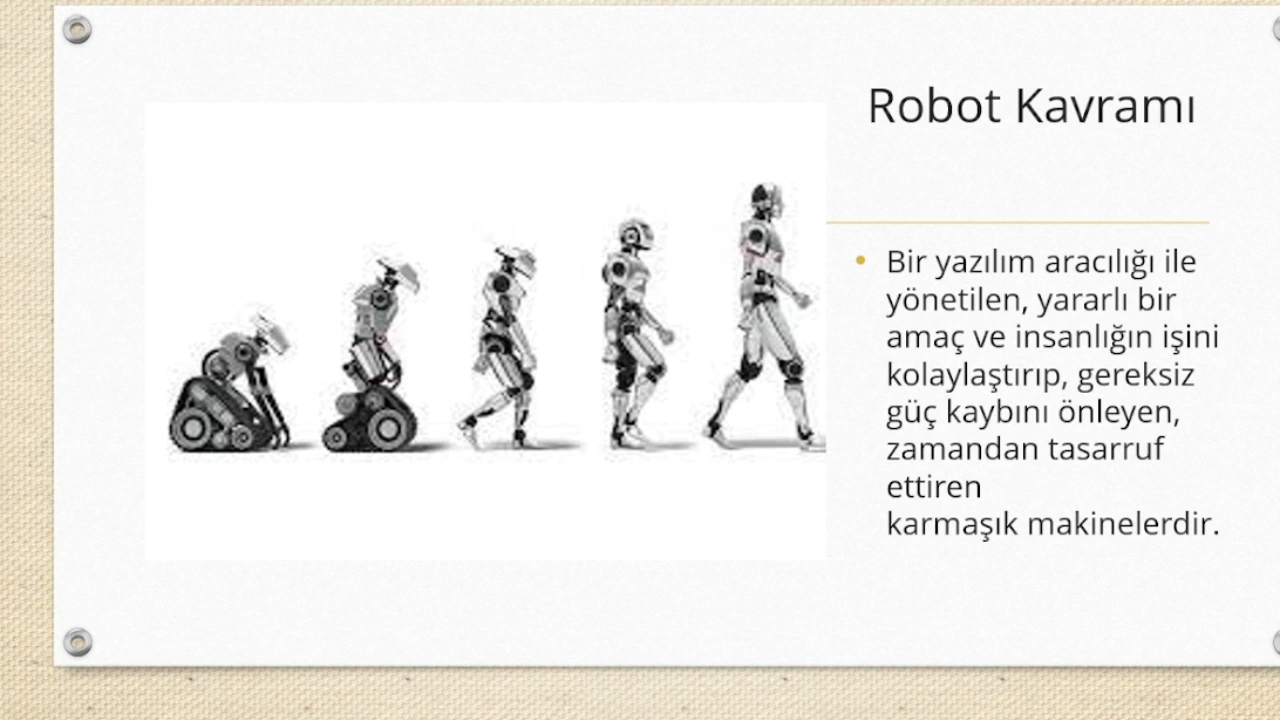 Robot Kavramı
Bir yazılım aracılığı ile
yönetilen, yararlı bir
amaç ve insanlığın işini
kolaylaştırıp, gereksiz
güç kaybını önleyen,
zamandan tasarruf
ettiren
karmaşık makinelerdir.